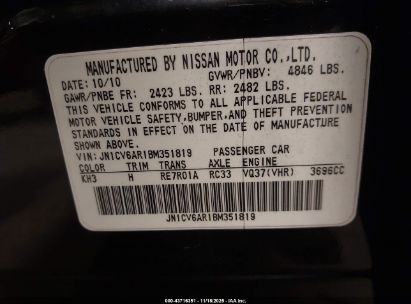 MANUFACTURED BY NISSAN MOTOR CO.,LTD.
DATE: 10/10 GVWR/PNBV: 4846 LBS.
GAWR/PNBE FR: 2423 LBS. RR: 2482 LBS.
THIS VEHICLE CONFORMS TO ALL APPLICABLE FEDERAL
MOTOR VEHICLE SAFETY, BUMPER, AND THEFT PREVENTION
STANDARDS IN EFFECT ON THE DATE OF MANUFACTURE
SHOWN ABOVE.
VIN: JN1CV6AR1BM351819 PASSENGER CAR
COLOR TRIM TRANS AXLE ENGINE
KH3 H RE7R01A RC33 VQ37(VHR) 3696CC
JN1CV6AR1BM351819